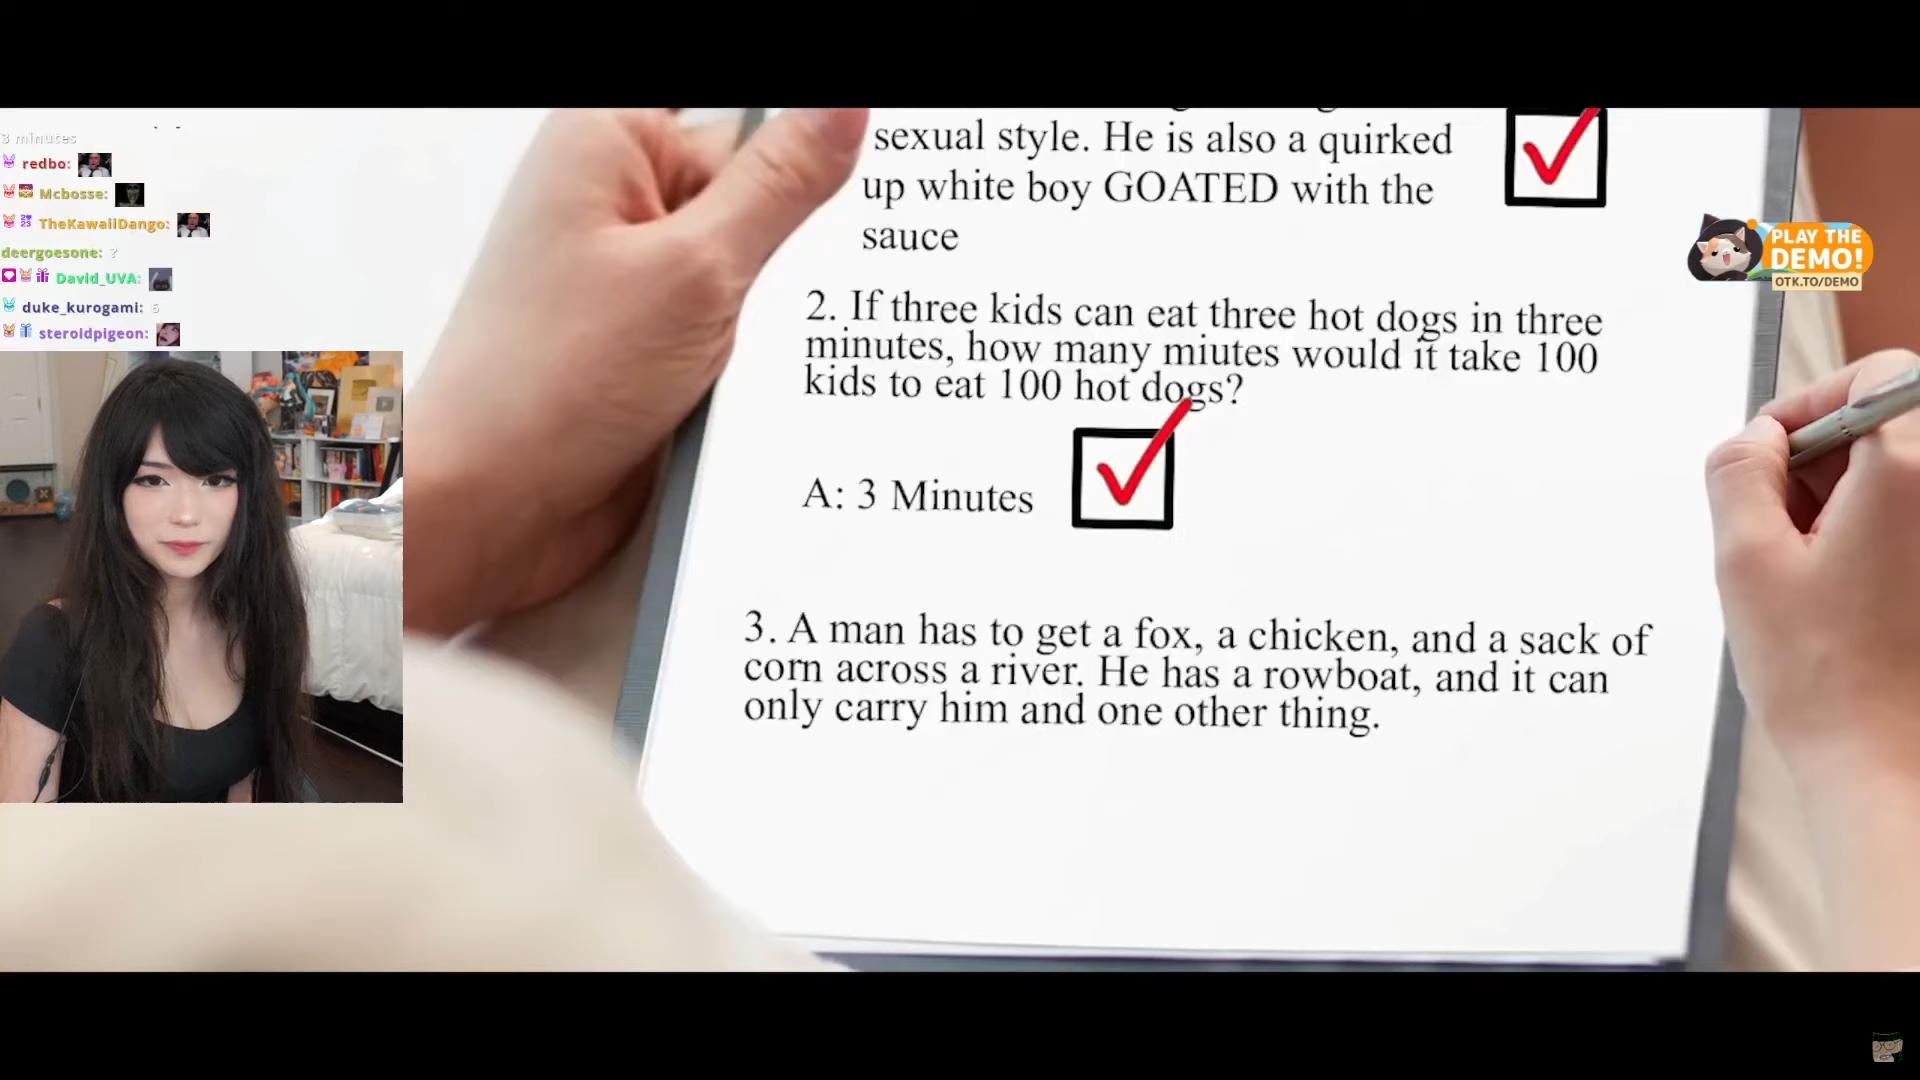 3 minutes
redbo:
Mcbosse:
TheKawaiiDango:
deergoesone: ?
David_UVA:
duke_kurogami: 6
steroidpigeon:
sexual style. He is also a quirked
up white boy GOATED with the
sauce
2. If three kids can eat three hot dogs in three
minutes, how many miutes would it take 100
kids to eat 100 hot dogs?
A: 3 Minutes
3. A man has to get a fox, a chicken, and a sack of
corn across a river. He has a rowboat, and it can
only carry him and one other thing.
PLAY THE
DEMO!
OTK.TO/DEMO